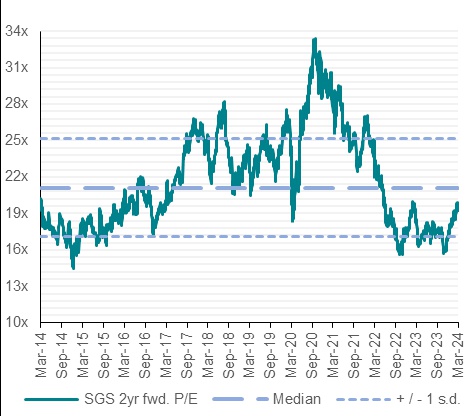 34x
31x
28x
25x
22x
19x
16x
13x
10x
Mar-14
Sep-14
Mar-15
Sep-15
Mar-16
Sep-16
Mar-17
Sep-17
Mar-18
Sep-18
Mar-19
Sep-19
Mar-20
Sep-20
Mar-21
Sep-21
Mar-22
Sep-22
Mar-23
Sep-23
Mar-24
SGS 2yr fwd. P/E Median + / - 1 s.d.